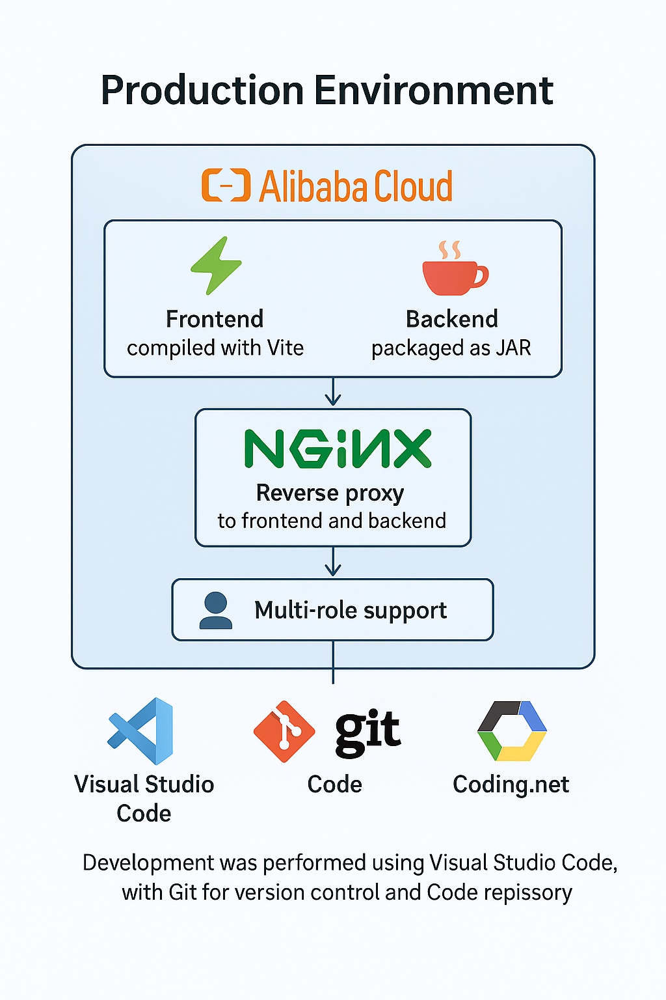 Production Environment
Alibaba Cloud
Frontend
compiled with Vite
Backend
packaged as JAR
NGiNX
Reverse proxy
to frontend and backend
Multi-role support
git
Visual Studio
Code
Code
Coding.net
Development was performed using Visual Studio Code,
with Git for version control and Code repissory